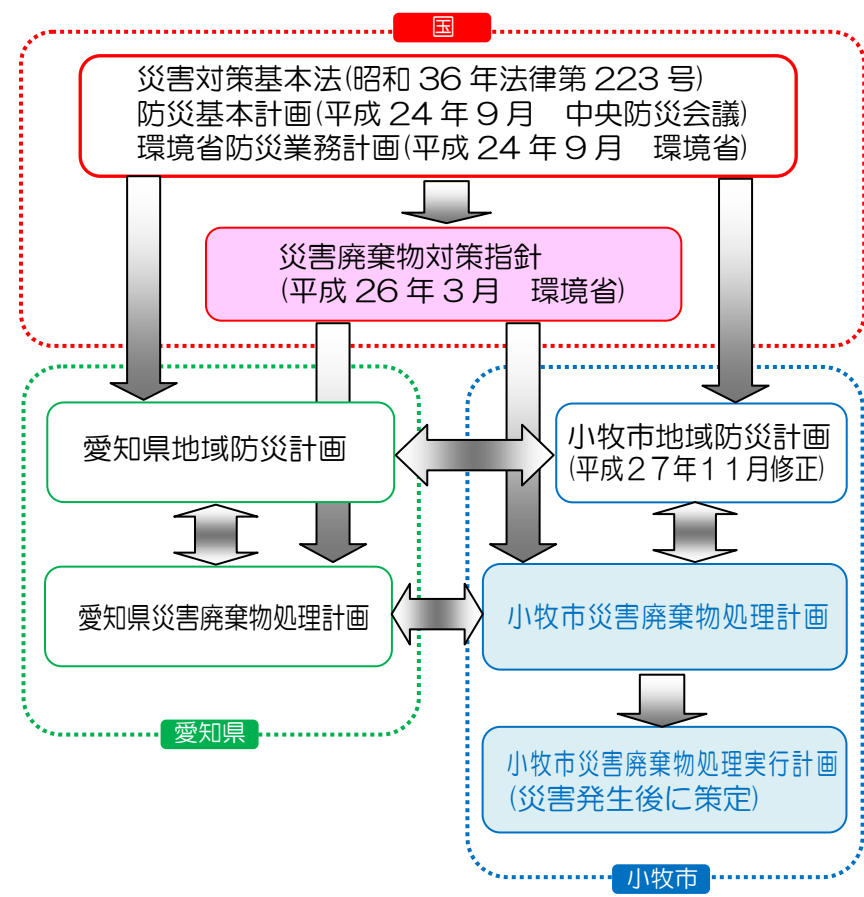 国
災害対策基本法(昭和 36 年法律第 223 号)
防災基本計画(平成 24 年 9 月　中央防災会議)
環境省防災業務計画(平成 24 年 9 月　環境省)
災害廃棄物対策指針
(平成 26 年 3 月　環境省)
愛知県地域防災計画
小牧市地域防災計画
(平成２７年１１月修正)
愛知県災害廃棄物処理計画
小牧市災害廃棄物処理計画
愛知県
小牧市災害廃棄物処理実行計画
(災害発生後に策定)
小牧市